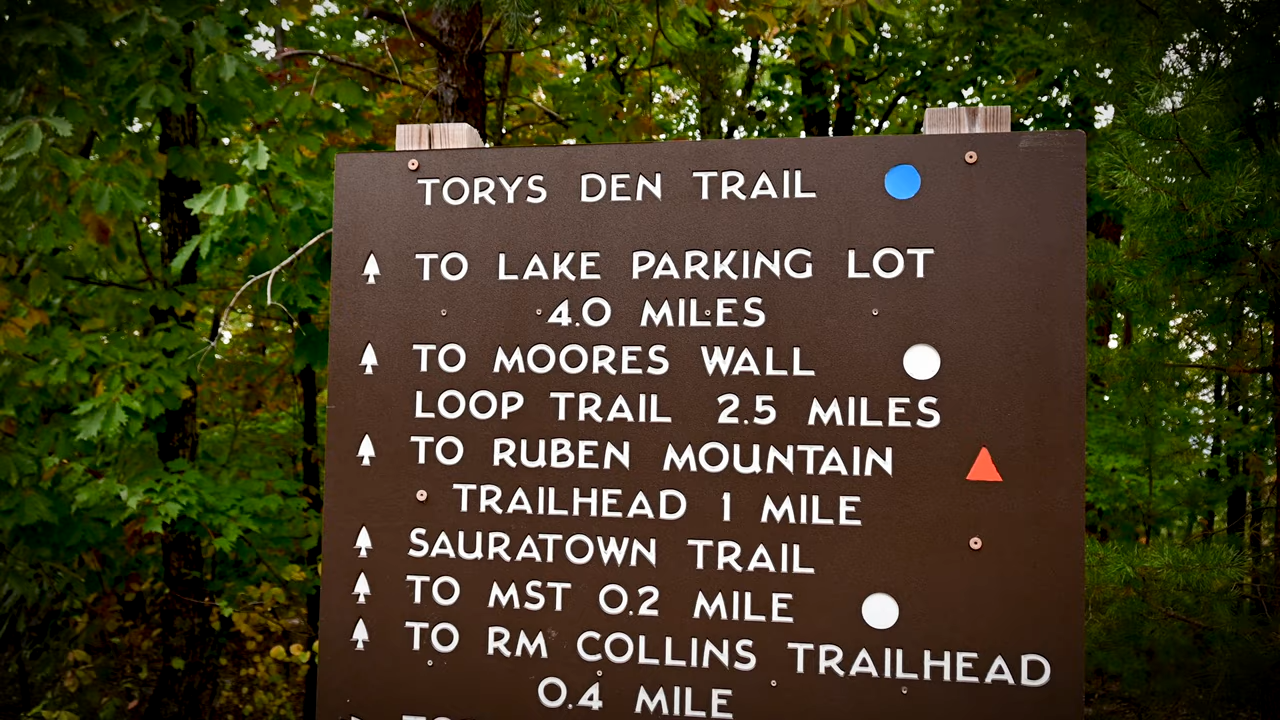 TORYS DEN TRAIL
TO LAKE PARKING LOT
4.0 MILES
TO MOORES WALL
LOOP TRAIL 2.5 MILES
TO RUBEN MOUNTAIN
TRAILHEAD 1 MILE
SAURATOWN TRAIL
TO MST 0.2 MILE
TO RM COLLINS TRAILHEAD
0.4 MILE